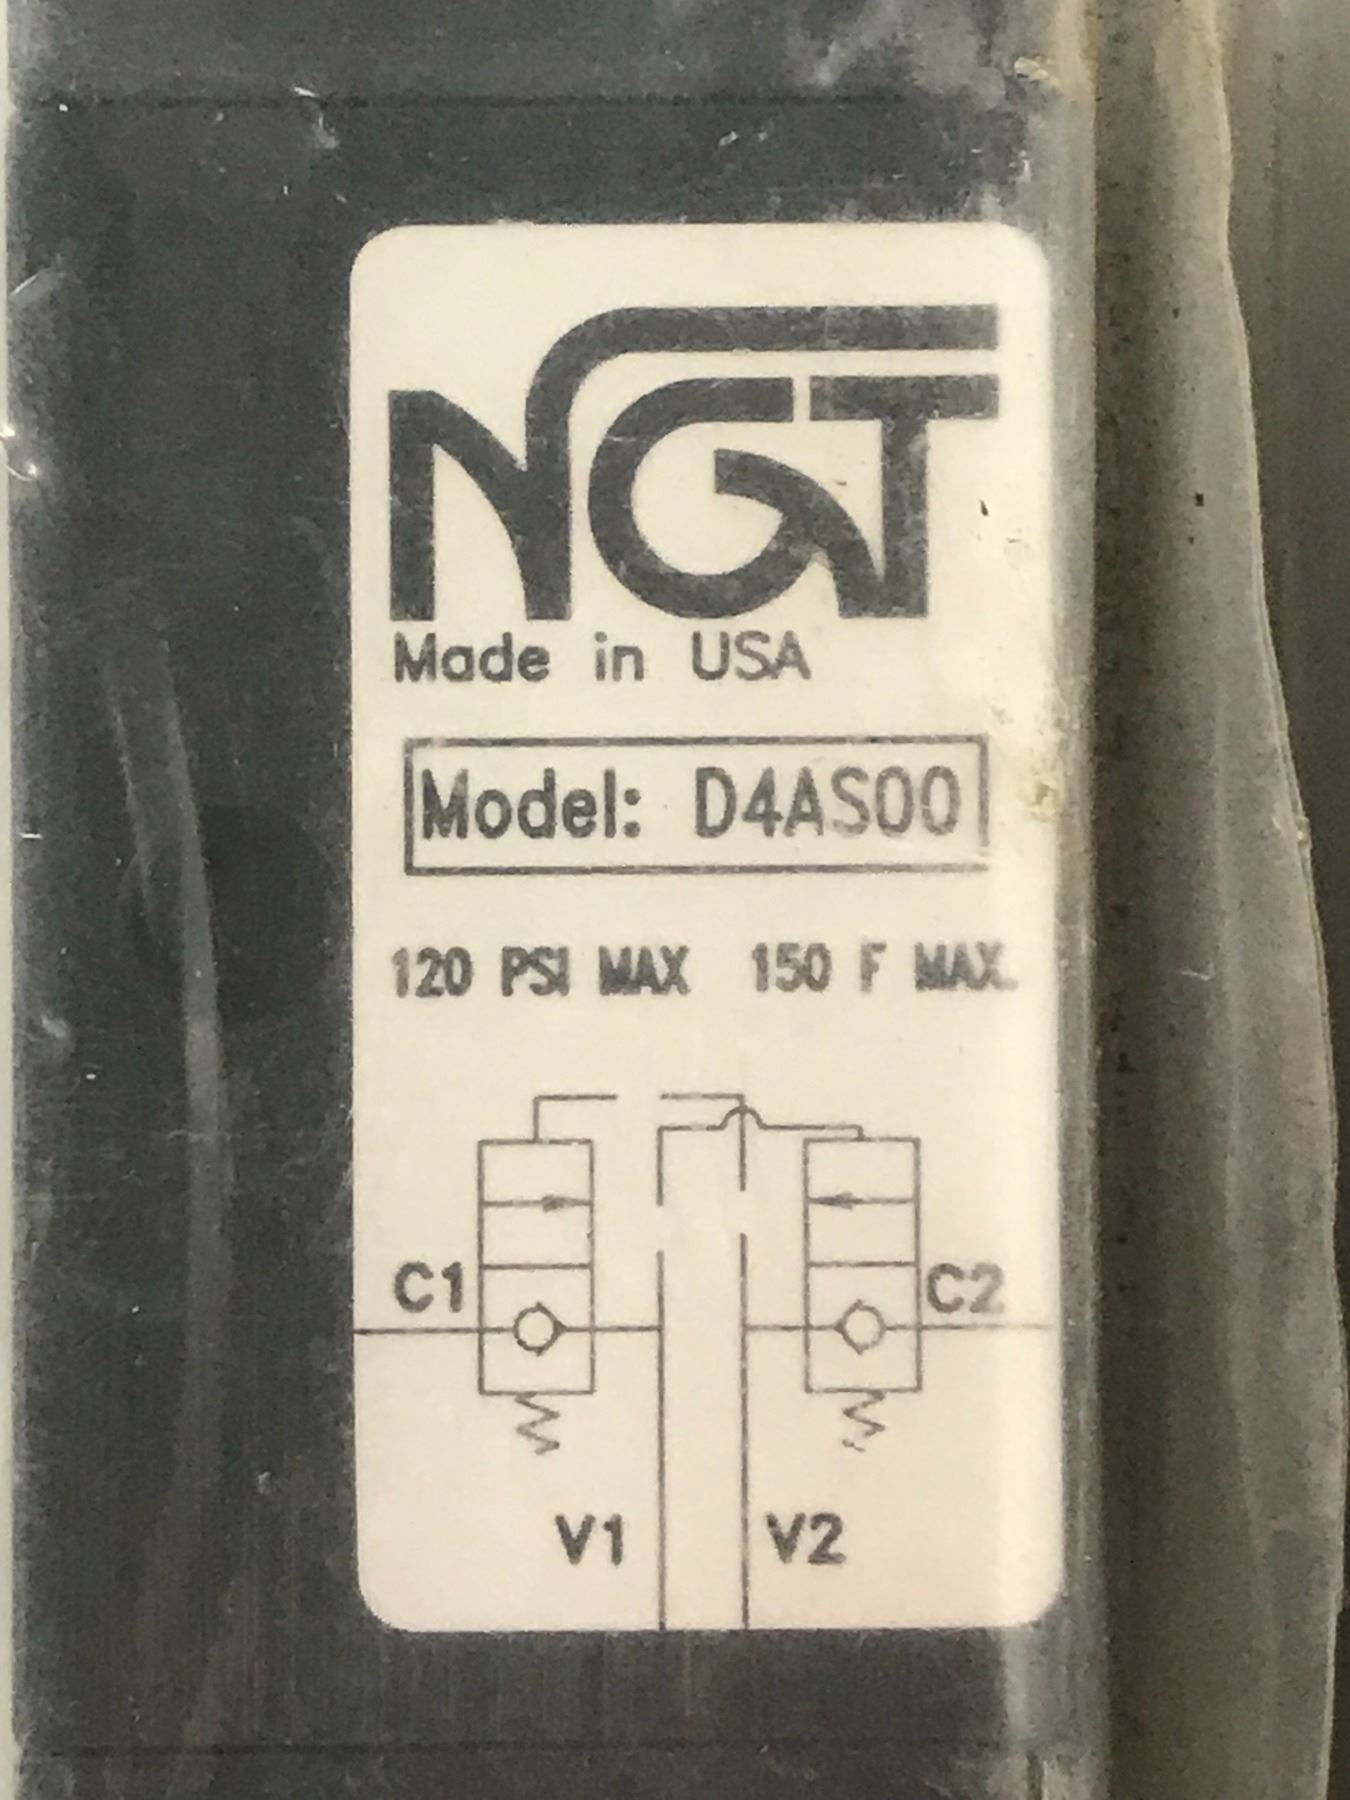 NGT
Made in USA
Model: D4AS00
120 PSI MAX 150 F MAX.
C1 C2
V1 V2